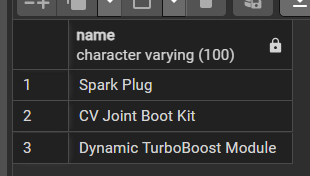 name
character varying (100)
1 Spark Plug
2 CV Joint Boot Kit
3 Dynamic TurboBoost Module